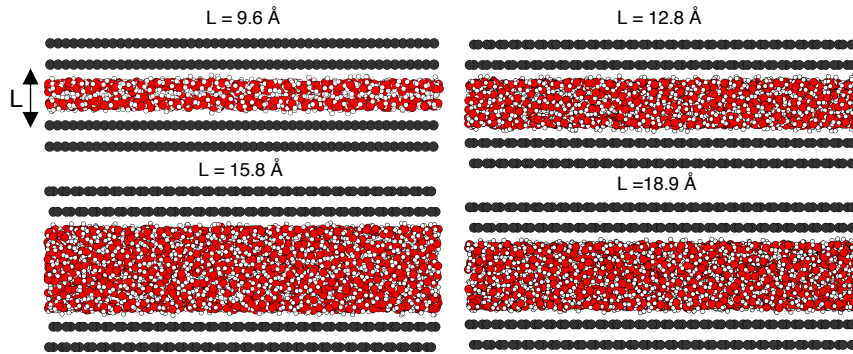 L = 9.6 Å
L = 12.8 Å
L
L = 15.8 Å
L =18.9 Å